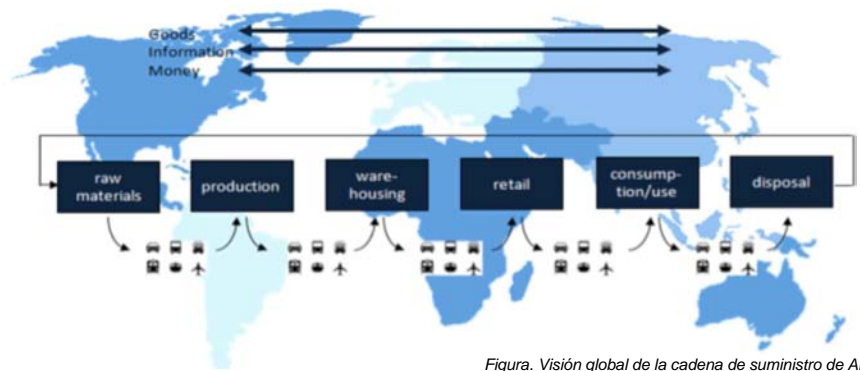 Goods
Information
Money
raw
materials
production
ware-
housing
retail
consump-
tion/use
disposal
Figura. Visión global de la cadena de suministro de